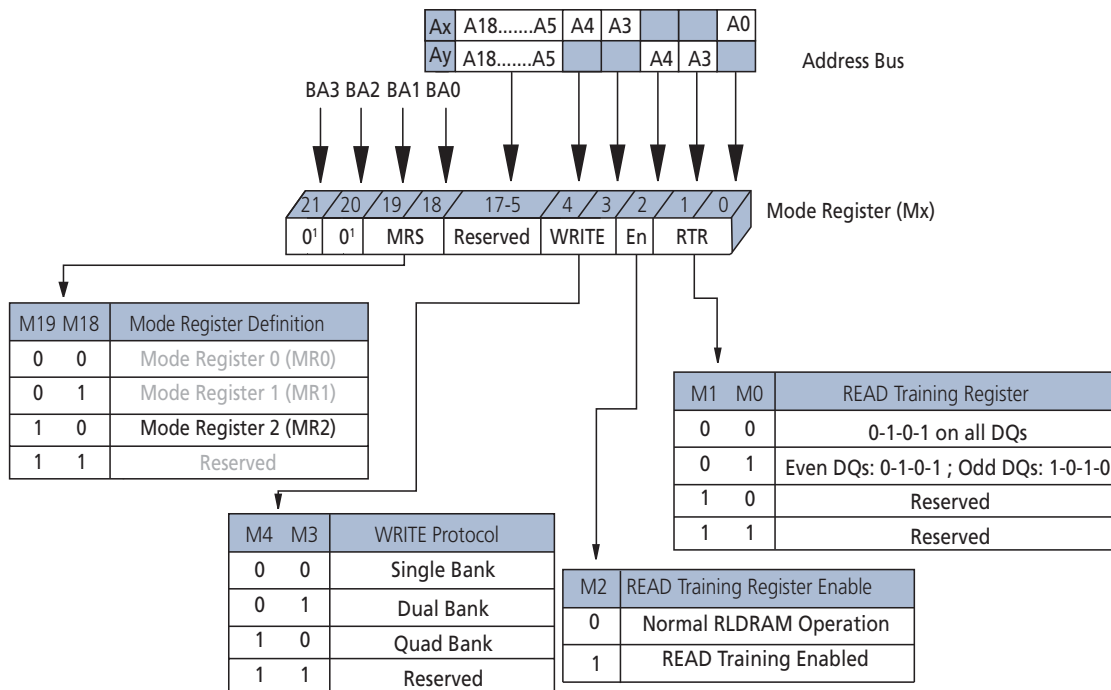 Ax A18.......A5 A4 A3 A0
Ay A18.......A5 A4 A3
Address Bus
BA3 BA2 BA1 BA0
21 20 19 18 17-5 4 3 2 1 0
Mode Register (Mx)
0¹ 0¹ MRS Reserved WRITE En RTR
M19 M18 Mode Register Definition
0 0 Mode Register 0 (MR0)
0 1 Mode Register 1 (MR1)
1 0 Mode Register 2 (MR2)
1 1 Reserved
M1 M0 READ Training Register
0 0 0-1-0-1 on all DQs
0 1 Even DQs: 0-1-0-1 ; Odd DQs: 1-0-1-0
1 0 Reserved
1 1 Reserved
M4 M3 WRITE Protocol
0 0 Single Bank
0 1 Dual Bank
1 0 Quad Bank
1 1 Reserved
M2 READ Training Register Enable
0 Normal RLDRAM Operation
1 READ Training Enabled